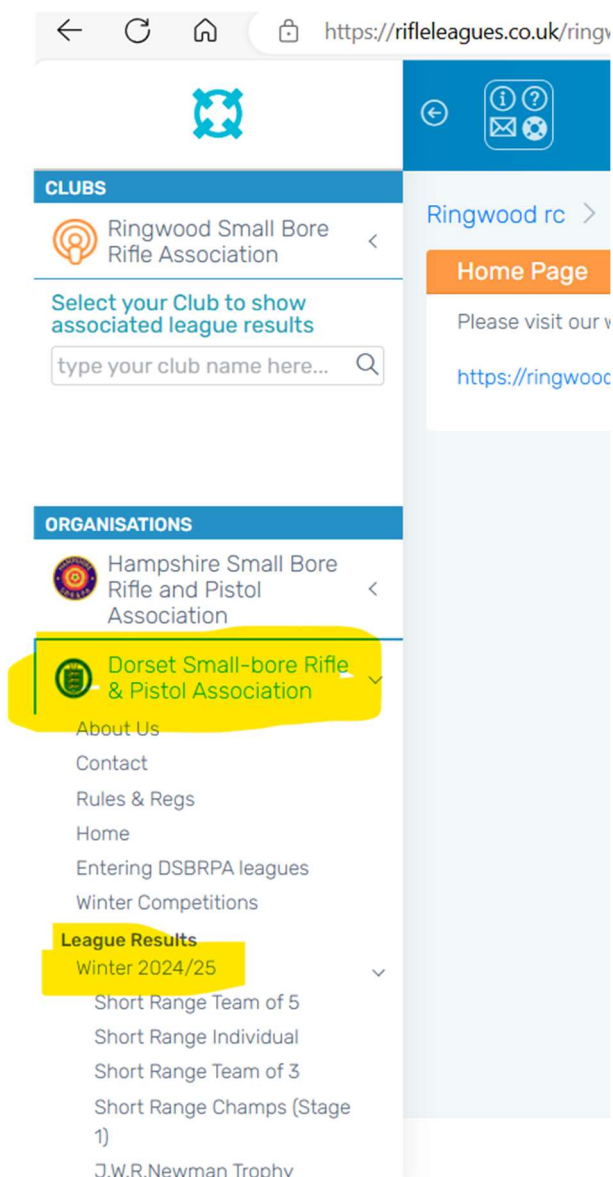 https://rifleleagues.co.uk/ring
CLUBS
Ringwood Small Bore
Rifle Association
Select your Club to show
associated league results
type your club name here...
Ringwood rc >
Home Page
Please visit our
https://ringwood
ORGANISATIONS
Hampshire Small Bore
Rifle and Pistol
Association
Dorset Small-bore Rifle
& Pistol Association
About Us
Contact
Rules & Regs
Home
Entering DSBRPA leagues
Winter Competitions
League Results
Winter 2024/25
Short Range Team of 5
Short Range Individual
Short Range Team of 3
Short Range Champs (Stage
1)
J.W.R.Newman Trophy